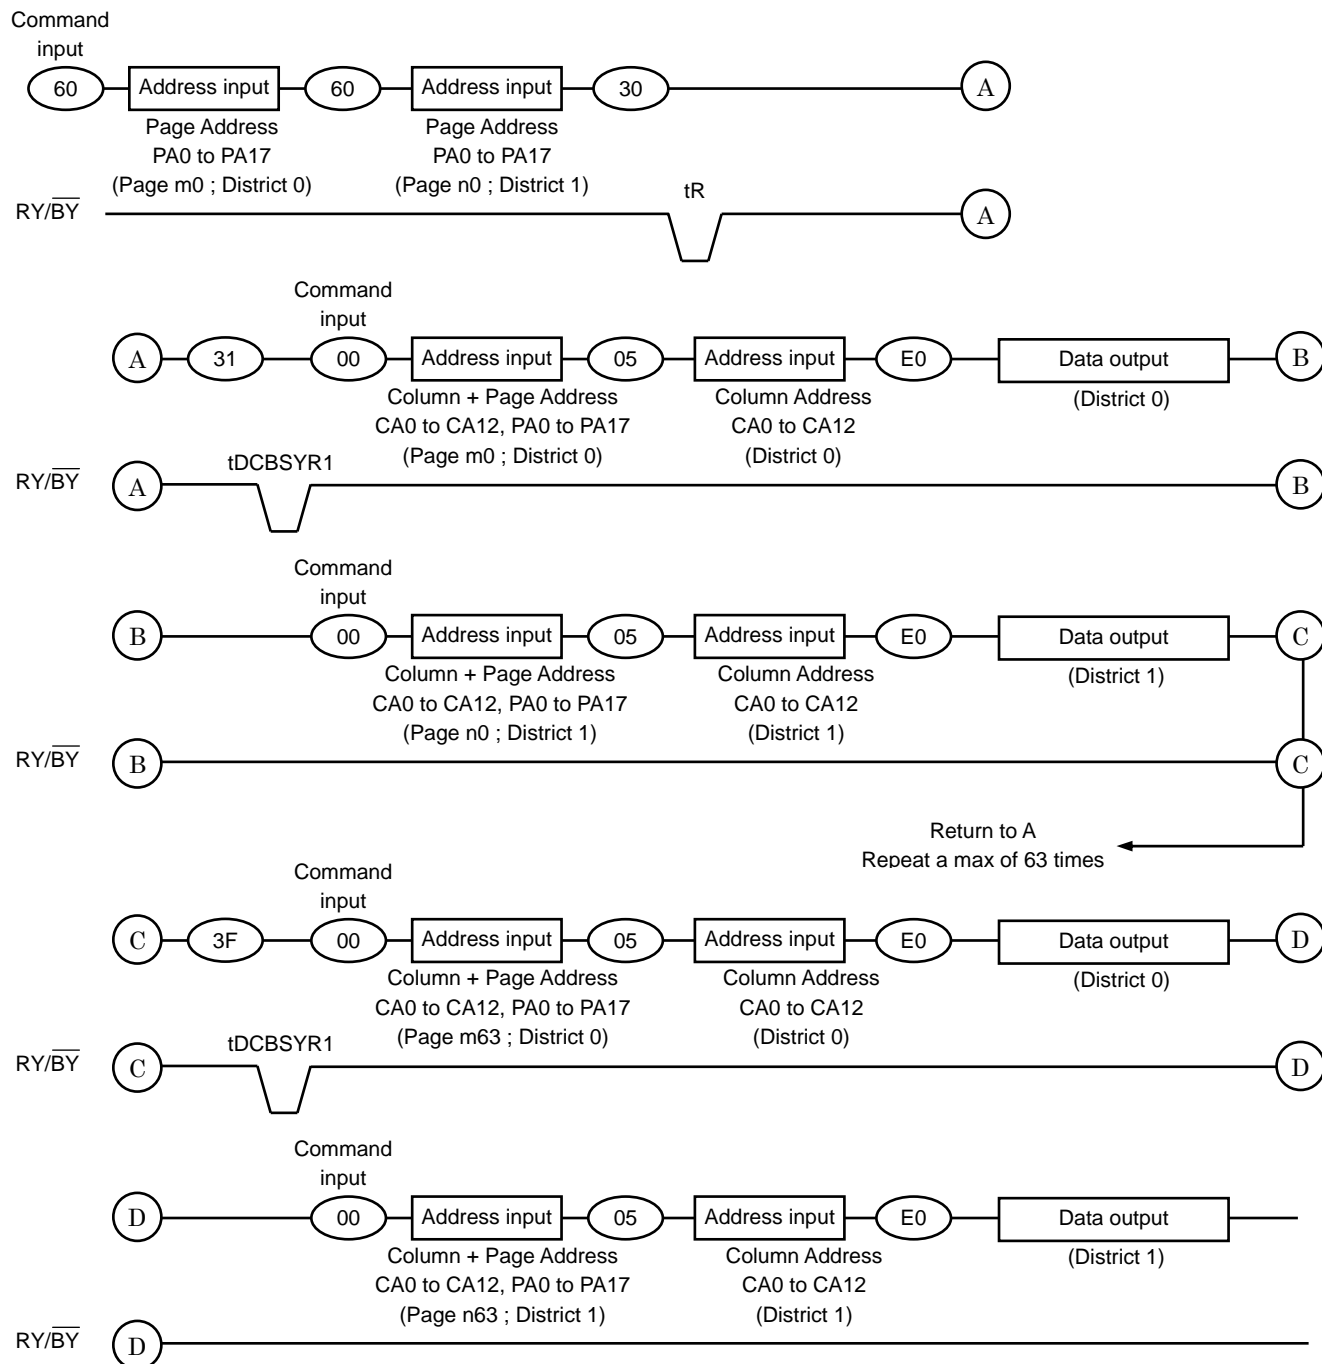 Command
input
60 Address input 60 Address input 30 A
Page Address Page Address
PA0 to PA17 PA0 to PA17
(Page m0 ; District 0) (Page n0 ; District 1)
tR
RY/BY A
Command
input
A 31 00 Address input 05 Address input E0 Data output B
Column + Page Address Column Address (District 0)
CA0 to CA12, PA0 to PA17 CA0 to CA12
(Page m0 ; District 0) (District 0)
tDCBSYR1
RY/BY A B
Command
input
B 00 Address input 05 Address input E0 Data output C
Column + Page Address Column Address (District 1)
CA0 to CA12, PA0 to PA17 CA0 to CA12
(Page n0 ; District 1) (District 1)
RY/BY B C
Return to A
Repeat a max of 63 times
Command
input
C 3F 00 Address input 05 Address input E0 Data output D
Column + Page Address Column Address (District 0)
CA0 to CA12, PA0 to PA17 CA0 to CA12
(Page m63 ; District 0) (District 0)
tDCBSYR1
RY/BY C D
Command
input
D 00 Address input 05 Address input E0 Data output
Column + Page Address Column Address (District 1)
CA0 to CA12, PA0 to PA17 CA0 to CA12
(Page n63 ; District 1) (District 1)
RY/BY D